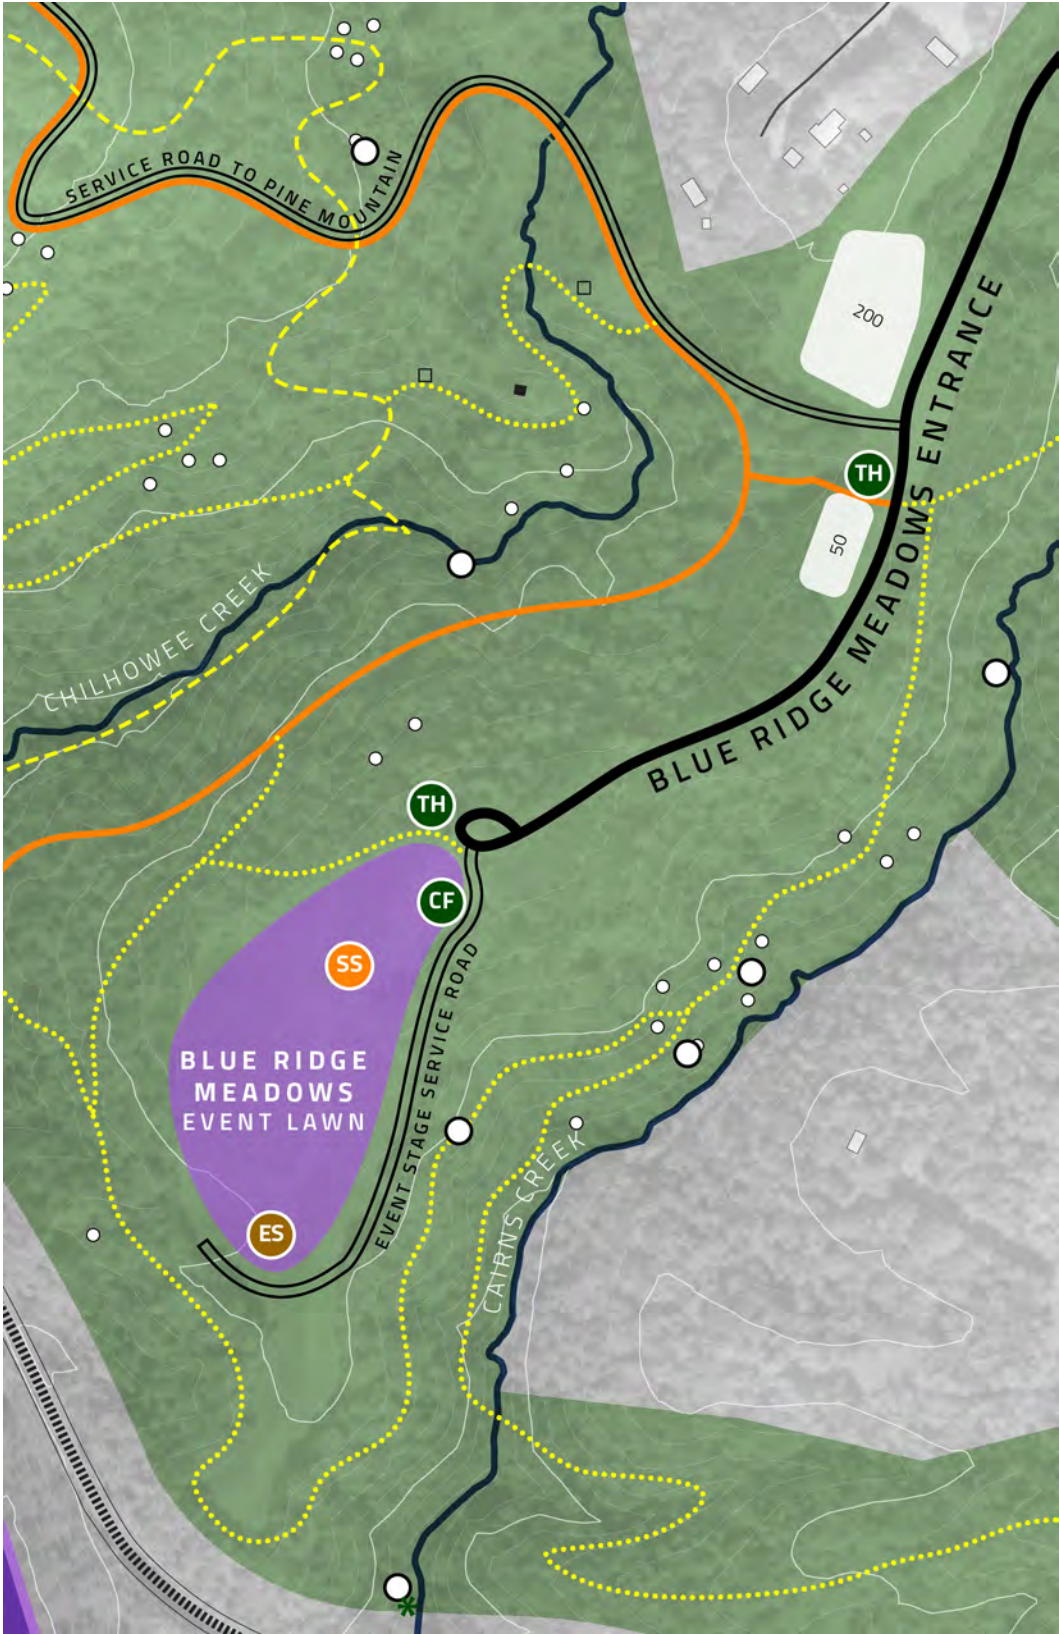 SERVICE ROAD TO PINE MOUNTAIN
200
BLUE RIDGE MEADOWS ENTRANCE
TH
50
CHILHOWEE CREEK
TH
CF
SS
EVENT STAGE SERVICE ROAD
BLUE RIDGE
MEADOWS
EVENT LAWN
CAIRNS CREEK
ES
*